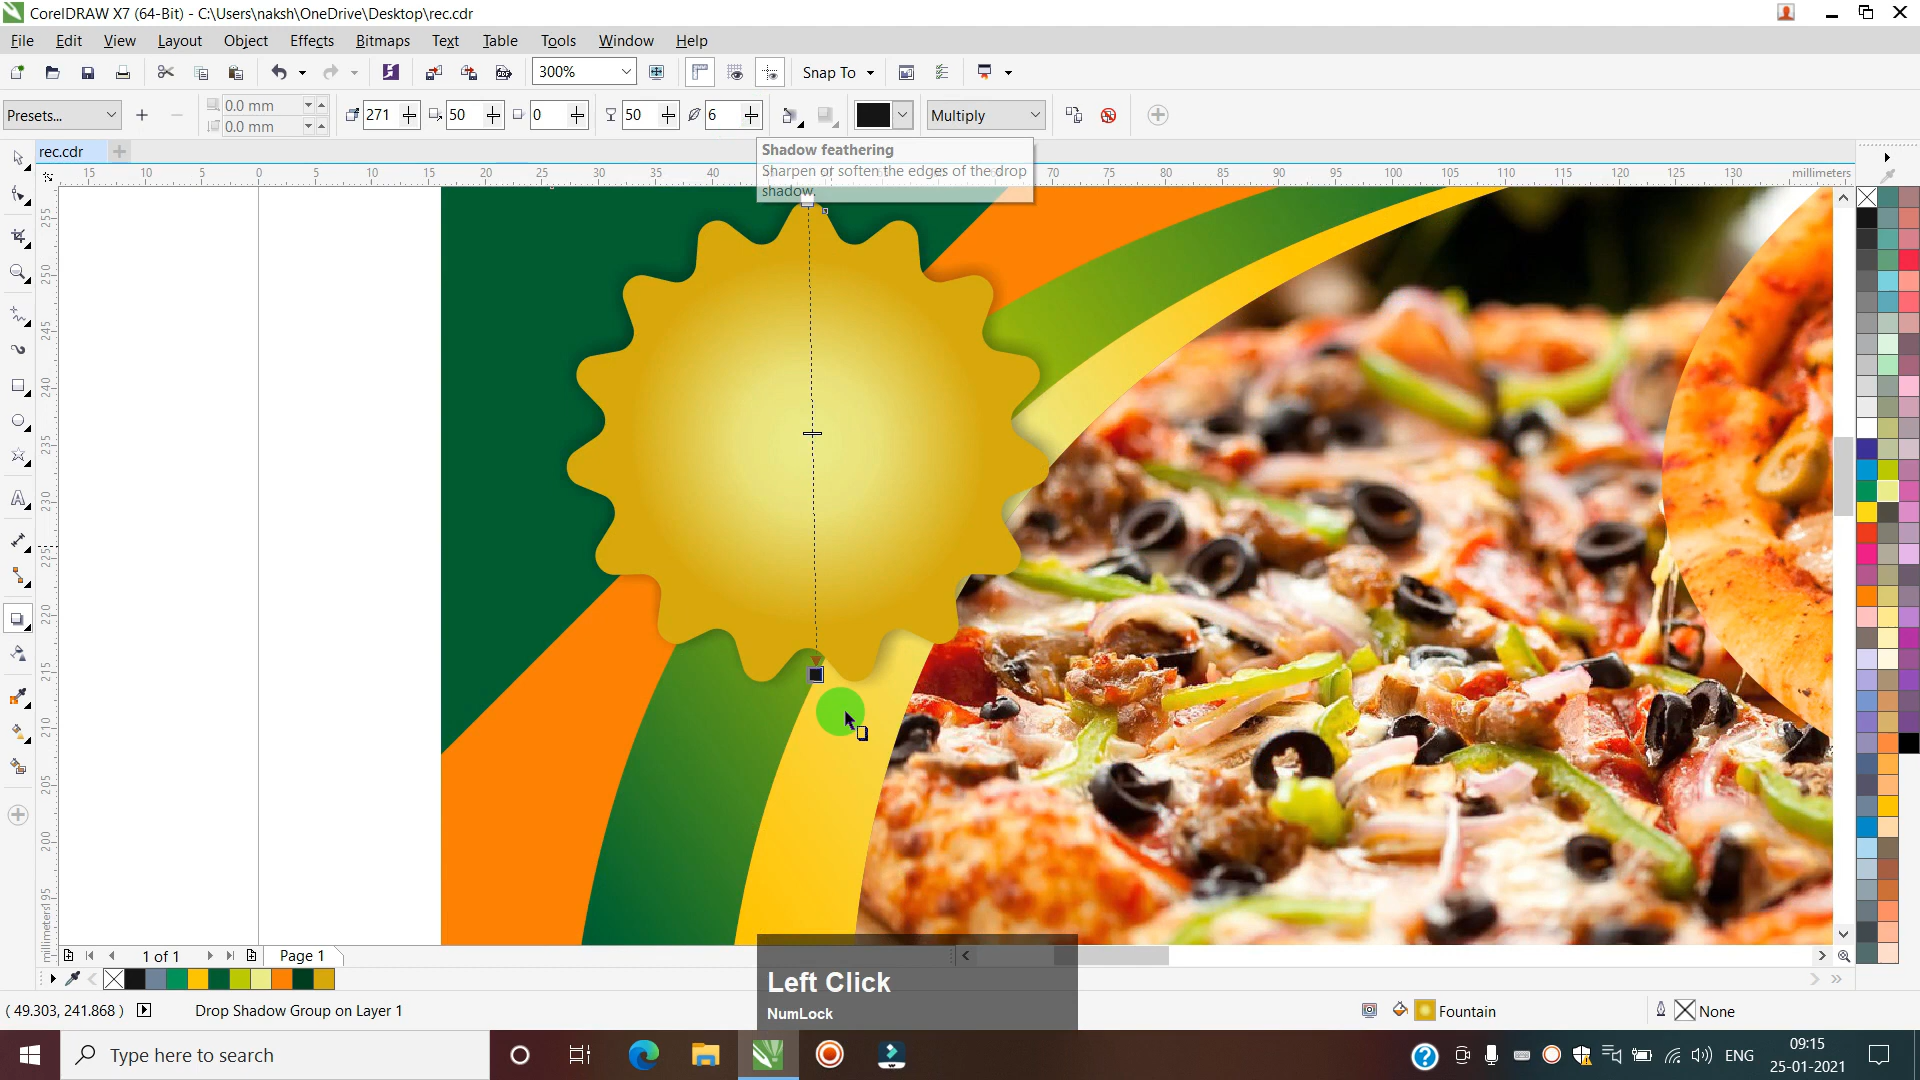 CorelDRAW X7 (64-Bit) - C:\Users\naksh\OneDrive\Desktop\rec.cdr
File Edit View Layout Object Effects Bitmaps Text Table Tools Window Help
300% Snap To
Presets... 0.0 mm 271 50 0 50 6 Multiply
0.0 mm
rec.cdr
Shadow feathering
Sharpen or soften the edges of the drop
shadow.
15 10 5 0 5 10 15 20 25 30 35 40 70 75 80 85 90 95 100 105 110 115 120 125 130 millimeters
255
250
245
240
235
230
225
220
215
210
205
200
195
millimeters
1 of 1 Page 1
Left Click
NumLock
( 49.303, 241.868 ) Drop Shadow Group on Layer 1 Fountain None
Type here to search ENG 09:15
25-01-2021